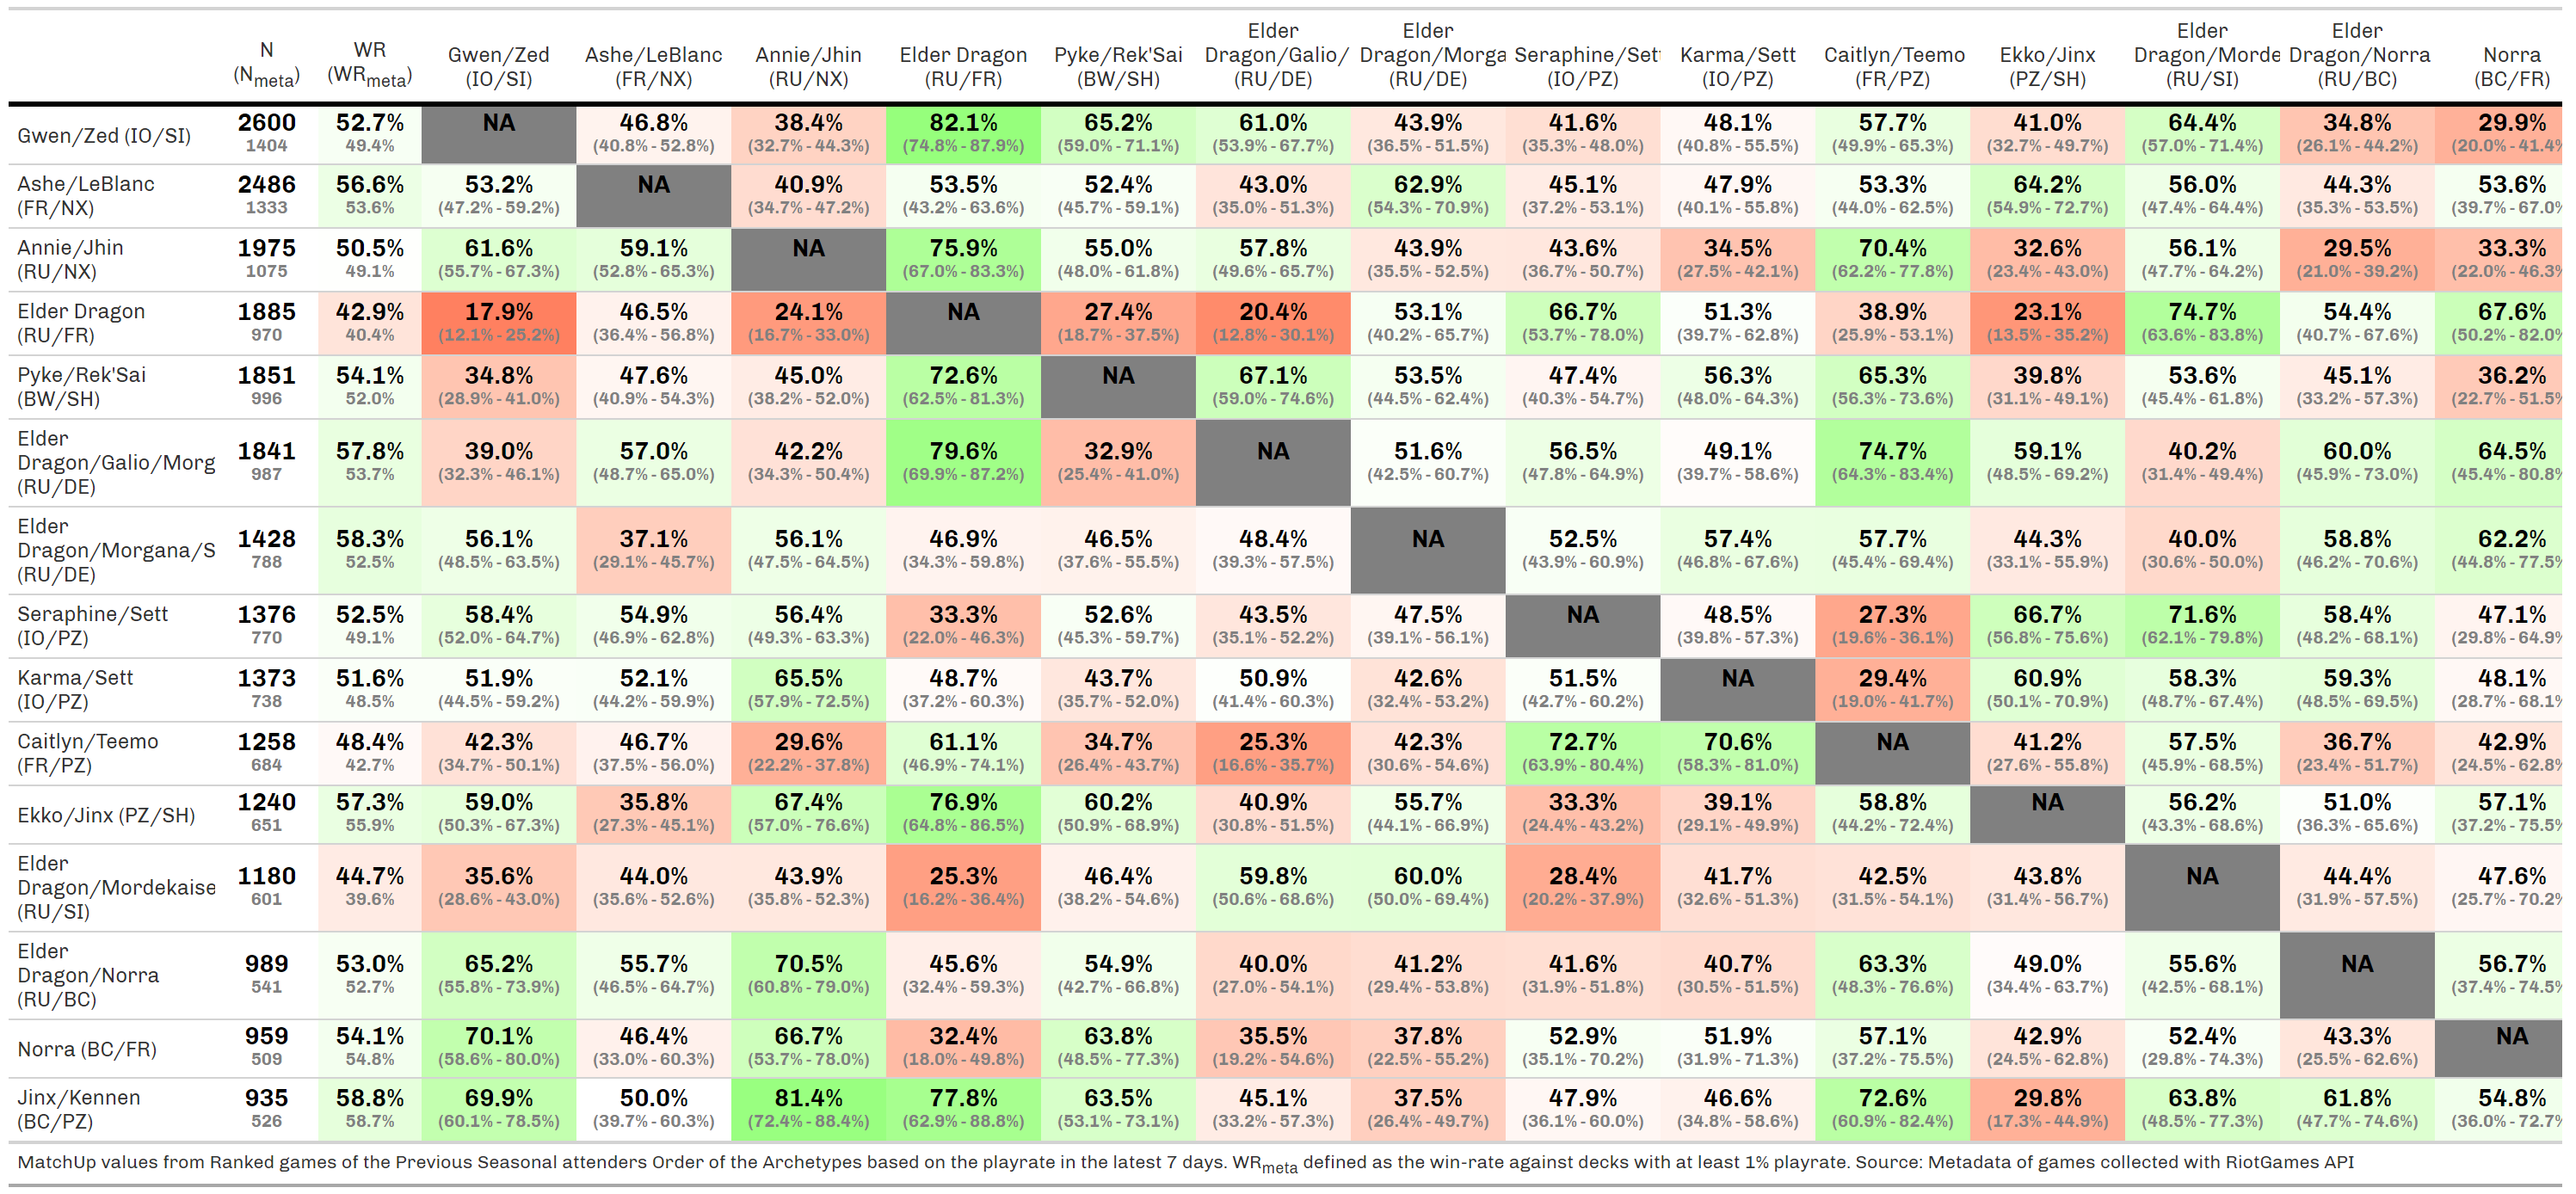 N (N_meta) WR (WR_meta) Gwen/Zed (IO/SI) Ashe/LeBlanc (FR/NX) Annie/Jhin (RU/NX) Elder Dragon (RU/FR) Pyke/Rek'Sai (BW/SH) Elder Dragon/Galio/ (RU/DE) Elder Dragon/Morga (RU/DE) Seraphine/Sett (IO/PZ) Karma/Sett (IO/PZ) Caitlyn/Teemo (FR/PZ) Ekko/Jinx (PZ/SH) Elder Dragon/Morde (RU/SI) Elder Dragon/Norra (RU/BC) Norra (BC/FR)
Gwen/Zed (IO/SI) 2600 52.7% NA 46.8% 38.4% 82.1% 65.2% 61.0% 43.9% 41.6% 48.1% 57.7% 41.0% 64.4% 34.8% 29.9%
1404 49.4% (40.8% - 52.8%) (32.7% - 44.3%) (74.8% - 87.9%) (59.0% - 71.1%) (53.9% - 67.7%) (36.5% - 51.5%) (35.3% - 48.0%) (40.8% - 55.5%) (49.9% - 65.3%) (32.7% - 49.7%) (57.0% - 71.4%) (26.1% - 44.2%) (20.0% - 41.4%
Ashe/LeBlanc (FR/NX) 2486 56.6% 53.2% NA 40.9% 53.5% 52.4% 43.0% 62.9% 45.1% 47.9% 53.3% 64.2% 56.0% 44.3% 53.6%
1333 53.6% (47.2% - 59.2%) (34.7% - 47.2%) (43.2% - 63.6%) (45.7% - 59.1%) (35.0% - 51.3%) (54.3% - 70.9%) (37.2% - 53.1%) (40.1% - 55.8%) (44.0% - 62.5%) (54.9% - 72.7%) (47.4% - 64.4%) (35.3% - 53.5%) (39.7% - 67.0%
Annie/Jhin (RU/NX) 1975 50.5% 61.6% 59.1% NA 75.9% 55.0% 57.8% 43.9% 43.6% 34.5% 70.4% 32.6% 56.1% 29.5% 33.3%
1075 49.1% (55.7% - 67.3%) (52.8% - 65.3%) (67.0% - 83.3%) (48.0% - 61.8%) (49.6% - 65.7%) (35.5% - 52.5%) (36.7% - 50.7%) (27.5% - 42.1%) (62.2% - 77.8%) (23.4% - 43.0%) (47.7% - 64.2%) (21.0% - 39.2%) (22.0% - 46.3%
Elder Dragon (RU/FR) 1885 42.9% 17.9% 46.5% 24.1% NA 27.4% 20.4% 53.1% 66.7% 51.3% 38.9% 23.1% 74.7% 54.4% 67.6%
970 40.4% (12.1% - 25.2%) (36.4% - 56.8%) (16.7% - 33.0%) (18.7% - 37.5%) (12.8% - 30.1%) (40.2% - 65.7%) (53.7% - 78.0%) (39.7% - 62.8%) (25.9% - 53.1%) (13.5% - 35.2%) (63.6% - 83.8%) (40.7% - 67.6%) (50.2% - 82.0%
Pyke/Rek'Sai (BW/SH) 1851 54.1% 34.8% 47.6% 45.0% 72.6% NA 67.1% 53.5% 47.4% 56.3% 65.3% 39.8% 53.6% 45.1% 36.2%
996 52.0% (28.9% - 41.0%) (40.9% - 54.3%) (38.2% - 52.0%) (62.5% - 81.3%) (59.0% - 74.6%) (44.5% - 62.4%) (40.3% - 54.7%) (48.0% - 64.3%) (56.3% - 73.6%) (31.1% - 49.1%) (45.4% - 61.8%) (33.2% - 57.3%) (22.7% - 51.5%
Elder Dragon/Galio/Morg (RU/DE) 1841 57.8% 39.0% 57.0% 42.2% 79.6% 32.9% NA 51.6% 56.5% 49.1% 74.7% 59.1% 40.2% 60.0% 64.5%
987 53.7% (32.3% - 46.1%) (48.7% - 65.0%) (34.3% - 50.4%) (69.9% - 87.2%) (25.4% - 41.0%) (42.5% - 60.7%) (47.8% - 64.9%) (39.7% - 58.6%) (64.3% - 83.4%) (48.5% - 69.2%) (31.4% - 49.4%) (45.9% - 73.0%) (45.4% - 80.8%
Elder Dragon/Morgana/S (RU/DE) 1428 58.3% 56.1% 37.1% 56.1% 46.9% 46.5% 48.4% NA 52.5% 57.4% 57.7% 44.3% 40.0% 58.8% 62.2%
788 52.5% (48.5% - 63.5%) (29.1% - 45.7%) (47.5% - 64.5%) (34.3% - 59.8%) (37.6% - 55.5%) (39.3% - 57.5%) (43.9% - 60.9%) (46.8% - 67.6%) (45.4% - 69.4%) (33.1% - 55.9%) (30.6% - 50.0%) (46.2% - 70.6%) (44.8% - 77.5%
Seraphine/Sett (IO/PZ) 1376 52.5% 58.4% 54.9% 56.4% 33.3% 52.6% 43.5% 47.5% NA 48.5% 27.3% 66.7% 71.6% 58.4% 47.1%
770 49.1% (52.0% - 64.7%) (46.9% - 62.8%) (49.3% - 63.3%) (22.0% - 46.3%) (45.3% - 59.7%) (35.1% - 52.2%) (39.1% - 56.1%) (39.8% - 57.3%) (19.6% - 36.1%) (56.8% - 75.6%) (62.1% - 79.8%) (48.2% - 68.1%) (29.8% - 64.9%
Karma/Sett (IO/PZ) 1373 51.6% 51.9% 52.1% 65.5% 48.7% 43.7% 50.9% 42.6% 51.5% NA 29.4% 60.9% 58.3% 59.3% 48.1%
738 48.5% (44.5% - 59.2%) (44.2% - 59.9%) (57.9% - 72.5%) (37.2% - 60.3%) (35.7% - 52.0%) (41.4% - 60.3%) (32.4% - 53.2%) (42.7% - 60.2%) (19.0% - 41.7%) (50.1% - 70.9%) (48.7% - 67.4%) (48.5% - 69.5%) (28.7% - 68.1%
Caitlyn/Teemo (FR/PZ) 1258 48.4% 42.3% 46.7% 29.6% 61.1% 34.7% 25.3% 42.3% 72.7% 70.6% NA 41.2% 57.5% 36.7% 42.9%
684 42.7% (34.7% - 50.1%) (37.5% - 56.0%) (22.2% - 37.8%) (46.9% - 74.1%) (26.4% - 43.7%) (16.6% - 35.7%) (30.6% - 54.6%) (63.9% - 80.4%) (58.3% - 81.0%) (27.6% - 55.8%) (45.9% - 68.5%) (23.4% - 51.7%) (24.5% - 62.8%
Ekko/Jinx (PZ/SH) 1240 57.3% 59.0% 35.8% 67.4% 76.9% 60.2% 40.9% 55.7% 33.3% 39.1% 58.8% NA 56.2% 51.0% 57.1%
651 55.9% (50.3% - 67.3%) (27.3% - 45.1%) (57.0% - 76.6%) (64.8% - 86.5%) (50.9% - 68.9%) (30.8% - 51.5%) (44.1% - 66.9%) (24.4% - 43.2%) (29.1% - 49.9%) (44.2% - 72.4%) (43.3% - 68.6%) (36.3% - 65.6%) (37.2% - 75.5%
Elder Dragon/Mordekaise (RU/SI) 1180 44.7% 35.6% 44.0% 43.9% 25.3% 46.4% 59.8% 60.0% 28.4% 41.7% 42.5% 43.8% NA 44.4% 47.6%
601 39.6% (28.6% - 43.0%) (35.6% - 52.6%) (35.8% - 52.3%) (16.2% - 36.4%) (38.2% - 54.6%) (50.6% - 68.6%) (50.0% - 69.4%) (20.2% - 37.9%) (32.6% - 51.3%) (31.5% - 54.1%) (31.4% - 56.7%) (31.9% - 57.5%) (25.7% - 70.2%
Elder Dragon/Norra (RU/BC) 989 53.0% 65.2% 55.7% 70.5% 45.6% 54.9% 40.0% 41.2% 41.6% 40.7% 63.3% 49.0% 55.6% NA 56.7%
541 52.7% (55.8% - 73.9%) (46.5% - 64.7%) (60.8% - 79.0%) (32.4% - 59.3%) (42.7% - 66.8%) (27.0% - 54.1%) (29.4% - 53.8%) (31.9% - 51.8%) (30.5% - 51.5%) (48.3% - 76.6%) (34.4% - 63.7%) (42.5% - 68.1%) (37.4% - 74.5%
Norra (BC/FR) 959 54.1% 70.1% 46.4% 66.7% 32.4% 63.8% 35.5% 37.8% 52.9% 51.9% 57.1% 42.9% 52.4% 43.3% NA
509 54.8% (58.6% - 80.0%) (33.0% - 60.3%) (53.7% - 78.0%) (18.0% - 49.8%) (48.5% - 77.3%) (19.2% - 54.6%) (22.5% - 55.2%) (35.1% - 70.2%) (31.9% - 71.3%) (37.2% - 75.5%) (24.5% - 62.8%) (29.8% - 74.3%) (25.5% - 62.6%)
Jinx/Kennen (BC/PZ) 935 58.8% 69.9% 50.0% 81.4% 77.8% 63.5% 45.1% 37.5% 47.9% 46.6% 72.6% 29.8% 63.8% 61.8% 54.8%
526 58.7% (60.1% - 78.5%) (39.7% - 60.3%) (72.4% - 88.4%) (62.9% - 88.8%) (53.1% - 73.1%) (33.2% - 57.3%) (26.4% - 49.7%) (36.1% - 60.0%) (34.8% - 58.6%) (60.9% - 82.4%) (17.3% - 44.9%) (48.5% - 77.3%) (47.7% - 74.6%) (36.0% - 72.7%
MatchUp values from Ranked games of the Previous Seasonal attenders Order of the Archetypes based on the playrate in the latest 7 days. WR_meta defined as the win-rate against decks with at least 1% playrate. Source: Metadata of games collected with RiotGames API